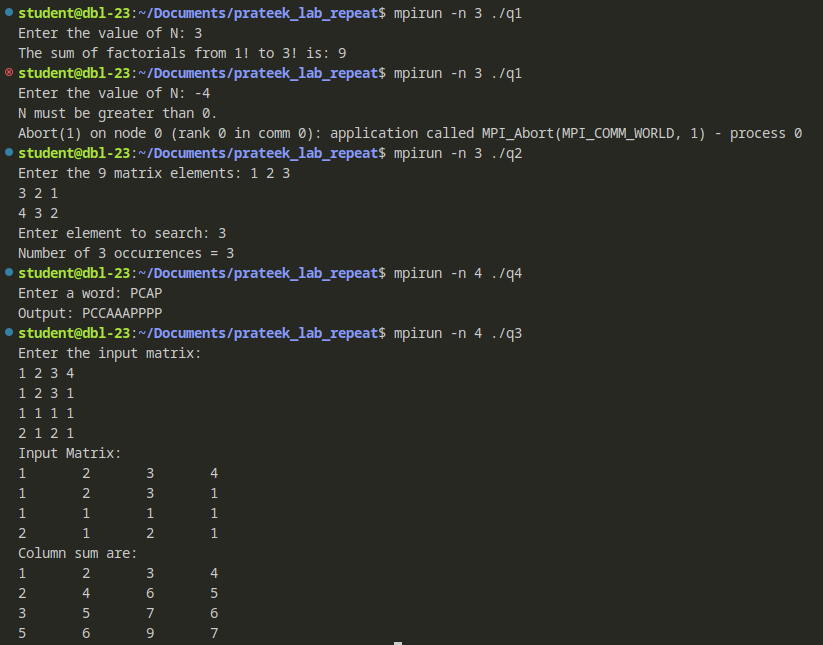 student@dbl-23:~/Documents/prateek_lab_repeat$ mpirun -n 3 ./q1
Enter the value of N: 3
The sum of factorials from 1! to 3! is: 9
student@dbl-23:~/Documents/prateek_lab_repeat$ mpirun -n 3 ./q1
Enter the value of N: -4
N must be greater than 0.
Abort(1) on node 0 (rank 0 in comm 0): application called MPI_Abort(MPI_COMM_WORLD, 1) - process 0
student@dbl-23:~/Documents/prateek_lab_repeat$ mpirun -n 3 ./q2
Enter the 9 matrix elements: 1 2 3
3 2 1
4 3 2
Enter element to search: 3
Number of 3 occurrences = 3
student@dbl-23:~/Documents/prateek_lab_repeat$ mpirun -n 4 ./q4
Enter a word: PCAP
Output: PCCAAAPPPP
student@dbl-23:~/Documents/prateek_lab_repeat$ mpirun -n 4 ./q3
Enter the input matrix:
1 2 3 4
1 2 3 1
1 1 1 1
2 1 2 1
Input Matrix:
1 2 3 4
1 2 3 1
1 1 1 1
2 1 2 1
Column sum are:
1 2 3 4
2 4 6 5
3 5 7 6
5 6 9 7